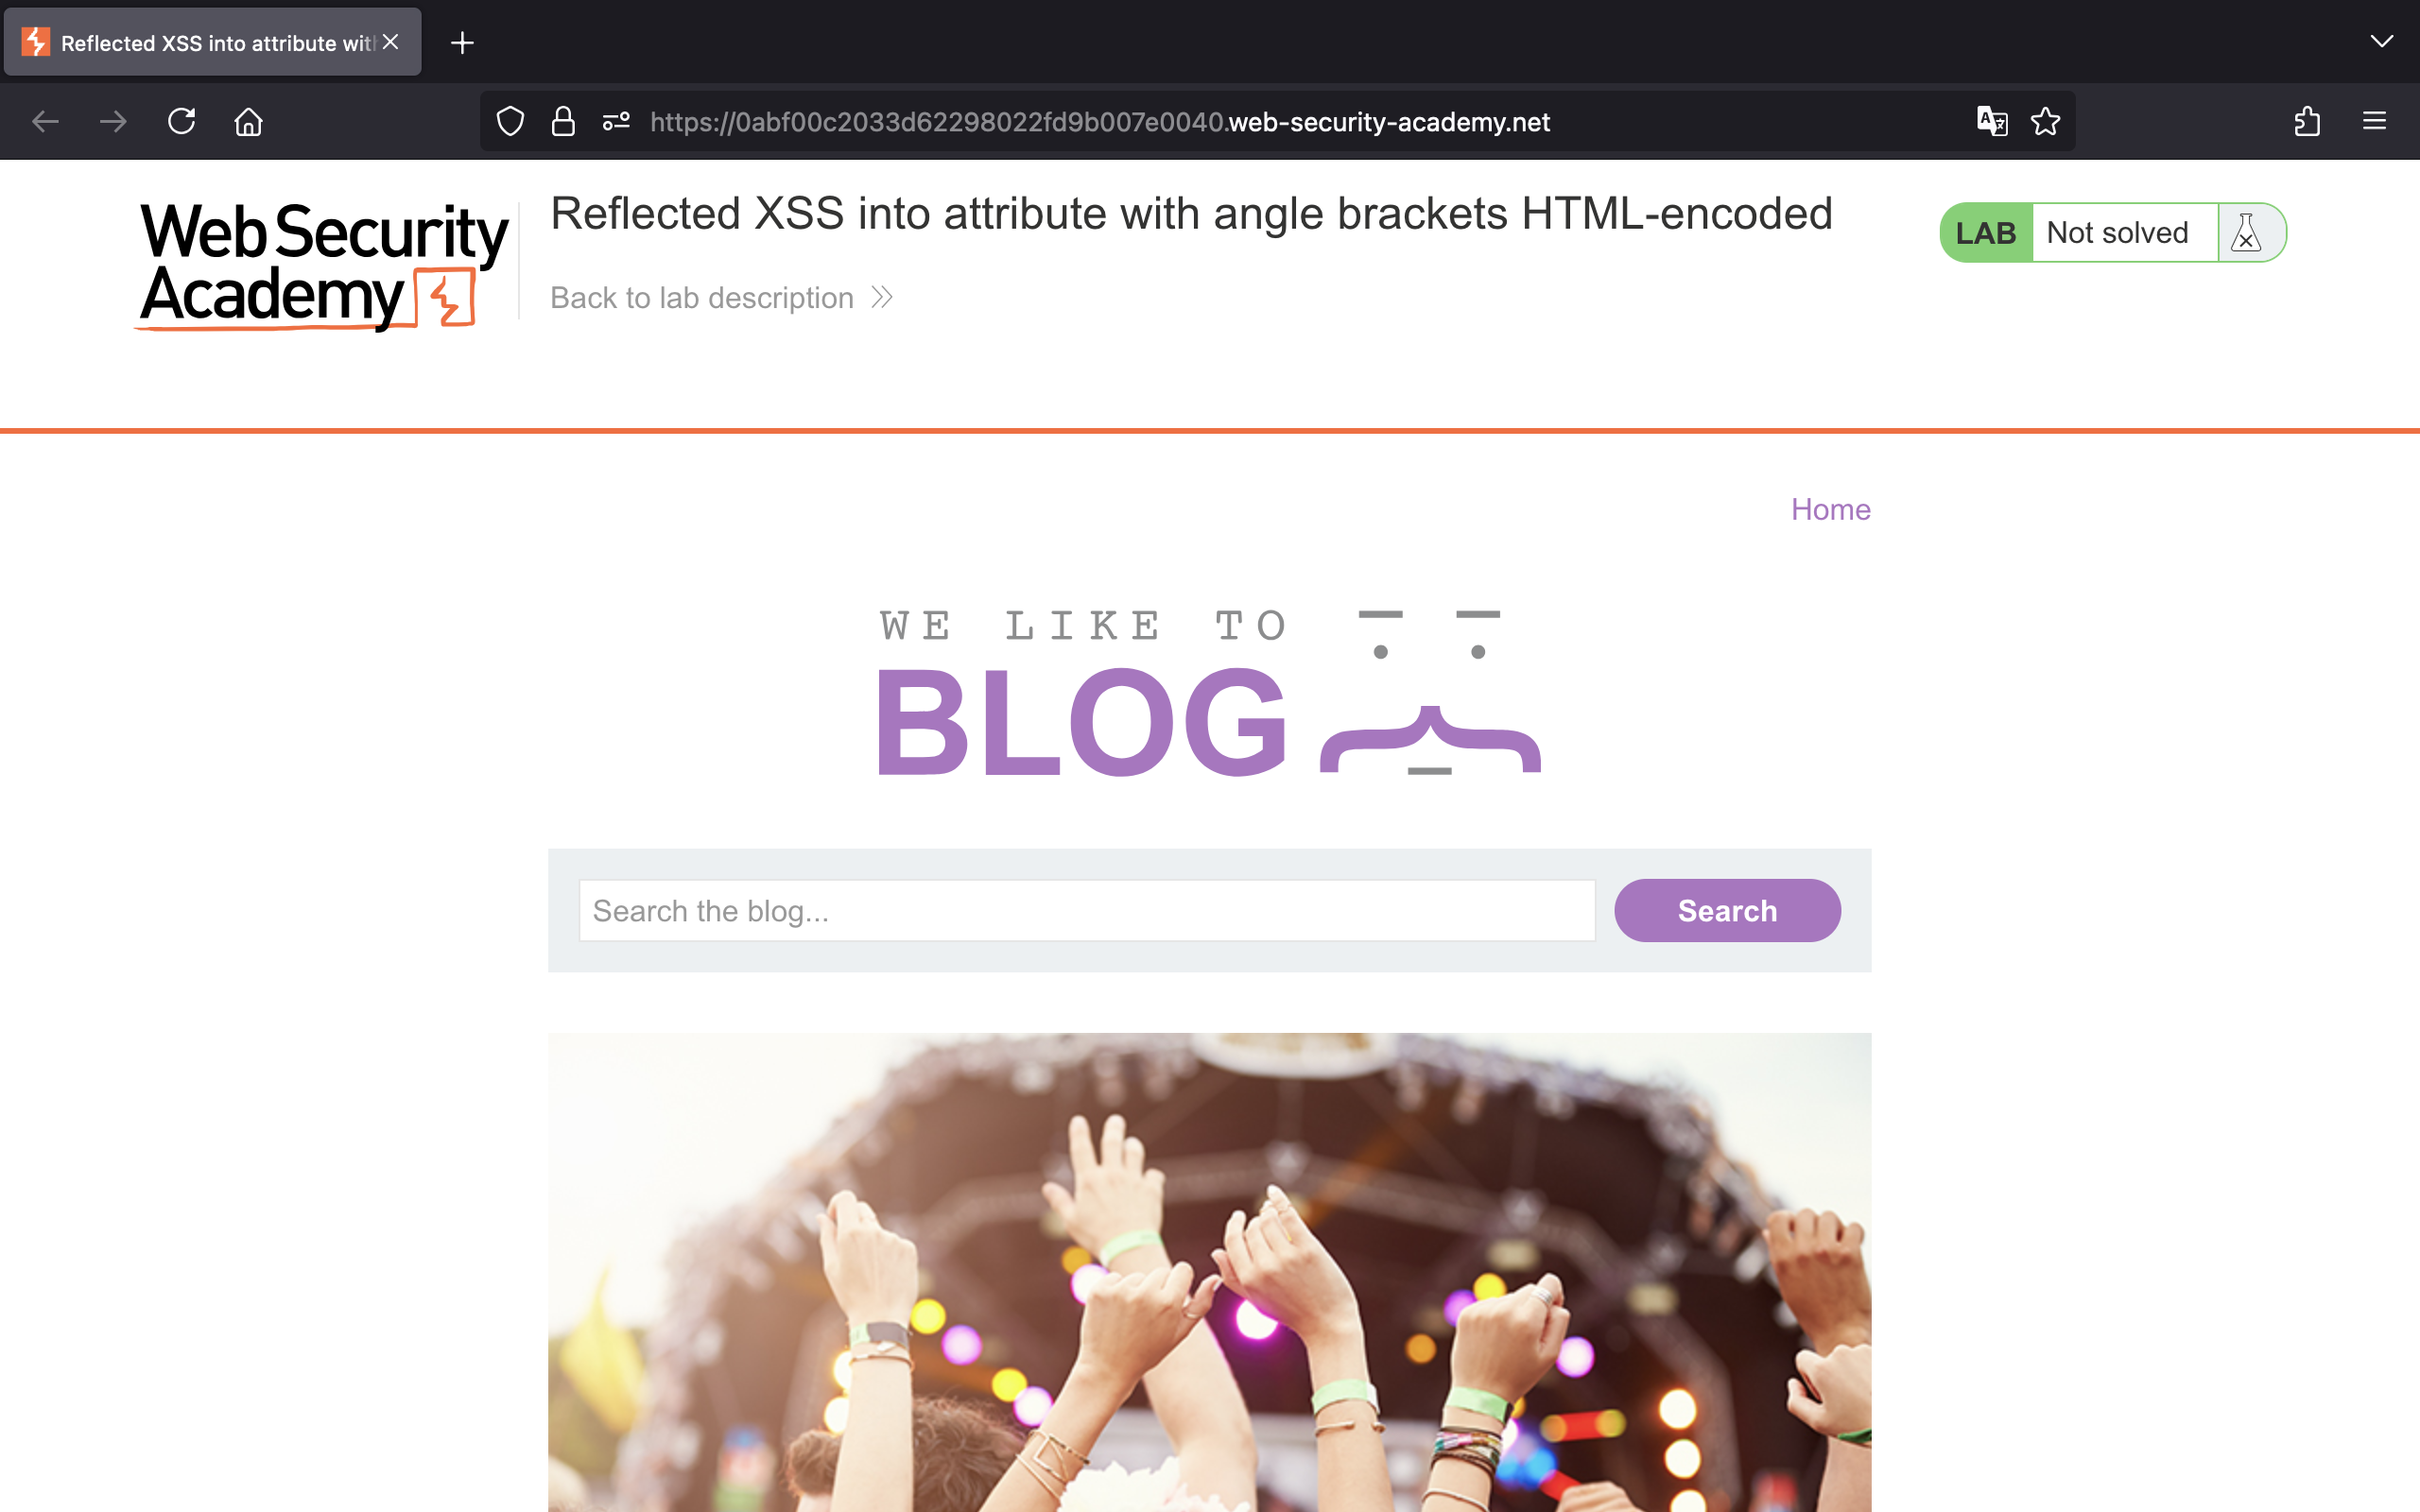 Reflected XSS into attribute wit
https://0abf00c2033d62298022fd9b007e0040.web-security-academy.net
Web Security
Academy
Reflected XSS into attribute with angle brackets HTML-encoded
Back to lab description
LAB Not solved
Home
WE LIKE TO
BLOG
Search the blog...
Search